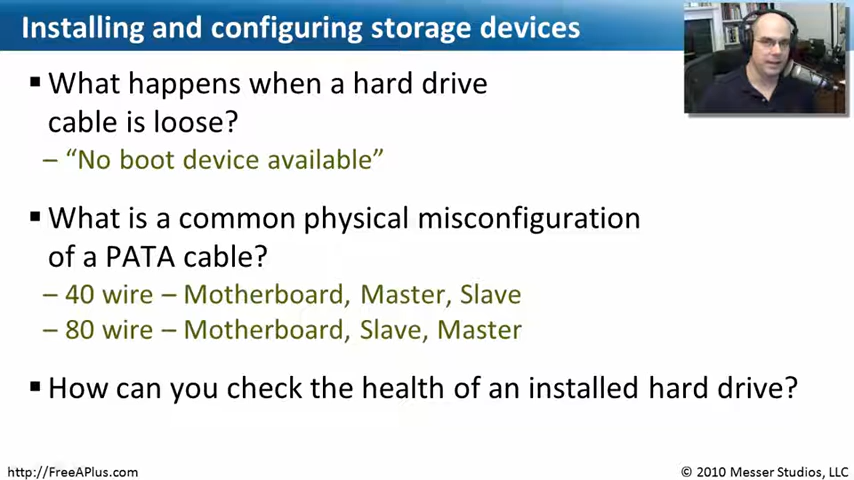 Installing and configuring storage devices
▪ What happens when a hard drive
cable is loose?
– “No boot device available”
▪ What is a common physical misconfiguration
of a PATA cable?
– 40 wire – Motherboard, Master, Slave
– 80 wire – Motherboard, Slave, Master
▪ How can you check the health of an installed hard drive?
http://FreeAPlus.com
© 2010 Messer Studios, LLC